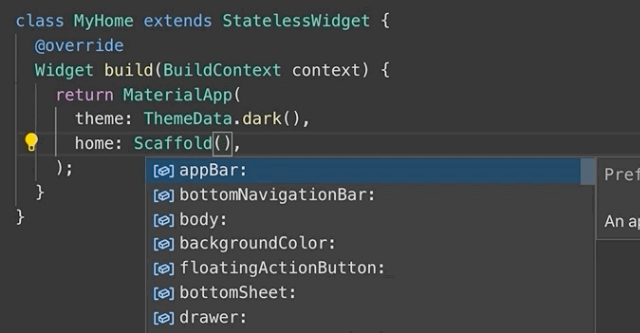 class MyHome extends StatelessWidget {
@override
Widget build(BuildContext context) {
return MaterialApp(
theme: ThemeData.dark(),
home: Scaffold(),
);
}
}
appBar:
bottomNavigationBar:
body:
backgroundColor:
floatingActionButton:
bottomSheet:
drawer:
Pref
An ap